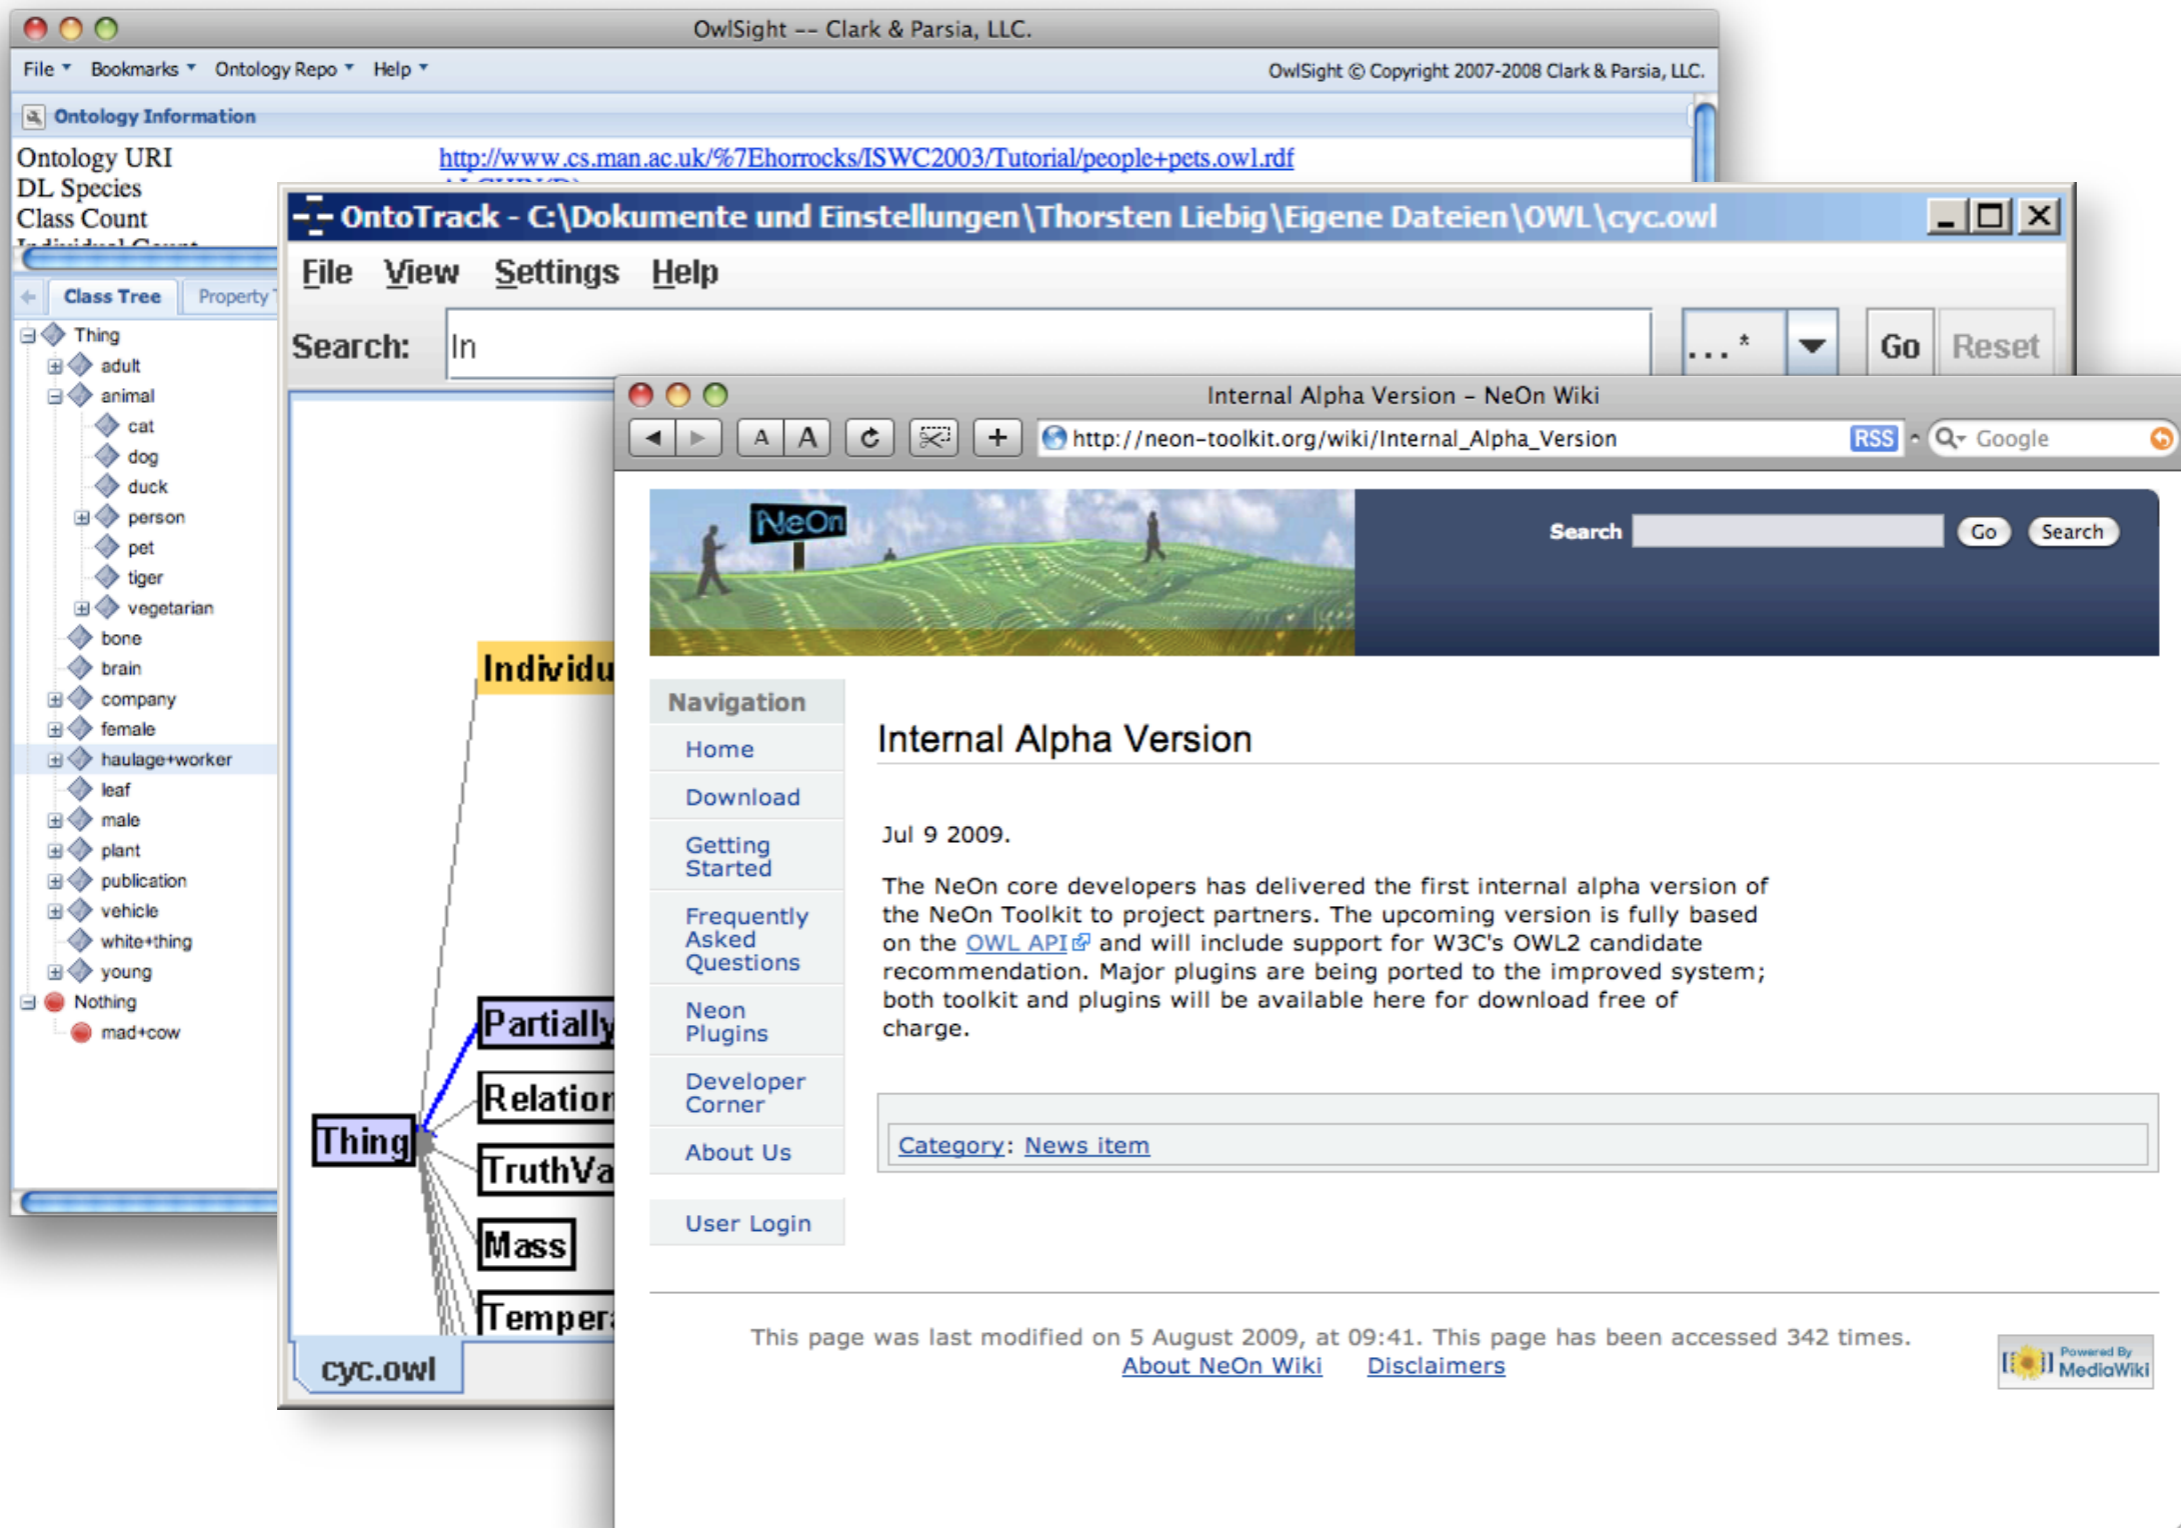 OwlSight -- Clark & Parsia, LLC.
File Bookmarks Ontology Repo Help OwlSight © Copyright 2007-2008 Clark & Parsia, LLC.
Ontology Information
Ontology URI http://www.cs.man.ac.uk/%7Ehorrocks/ISWC2003/Tutorial/people+pets.owl.rdf
DL Species
Class Count
Class Tree Property
Thing
adult
animal
cat
dog
duck
person
pet
tiger
vegetarian
bone
brain
company
female
haulage+worker
leaf
male
plant
publication
vehicle
white+thing
young
Nothing
mad+cow
OntoTrack - C:\Dokumente und Einstellungen\Thorsten Liebig\Eigene Dateien\OWL\cyc.owl
File View Settings Help
Search: In ...* Go Reset
Individu
Partially
Relation
Thing
TruthVa
Mass
Tempera
cyc.owl
Internal Alpha Version – NeOn Wiki
A A + http://neon-toolkit.org/wiki/Internal_Alpha_Version RSS Google
NeOn
Search Go Search
Navigation
Home
Download
Getting
Started
Frequently
Asked
Questions
Neon
Plugins
Developer
Corner
About Us
User Login
Internal Alpha Version
Jul 9 2009.
The NeOn core developers has delivered the first internal alpha version of
the NeOn Toolkit to project partners. The upcoming version is fully based
on the OWL API and will include support for W3C's OWL2 candidate
recommendation. Major plugins are being ported to the improved system;
both toolkit and plugins will be available here for download free of
charge.
Category: News item
This page was last modified on 5 August 2009, at 09:41. This page has been accessed 342 times.
About NeOn Wiki Disclaimers
Powered By
MediaWiki